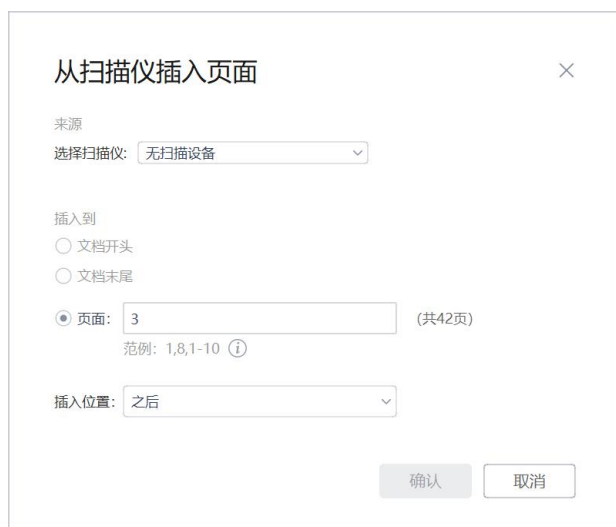 从扫描仪插入页面
来源
选择扫描仪: 无扫描设备
插入到
文档开头
文档末尾
页面: 3 (共42页)
范例: 1,8,1-10
插入位置: 之后
确认 取消